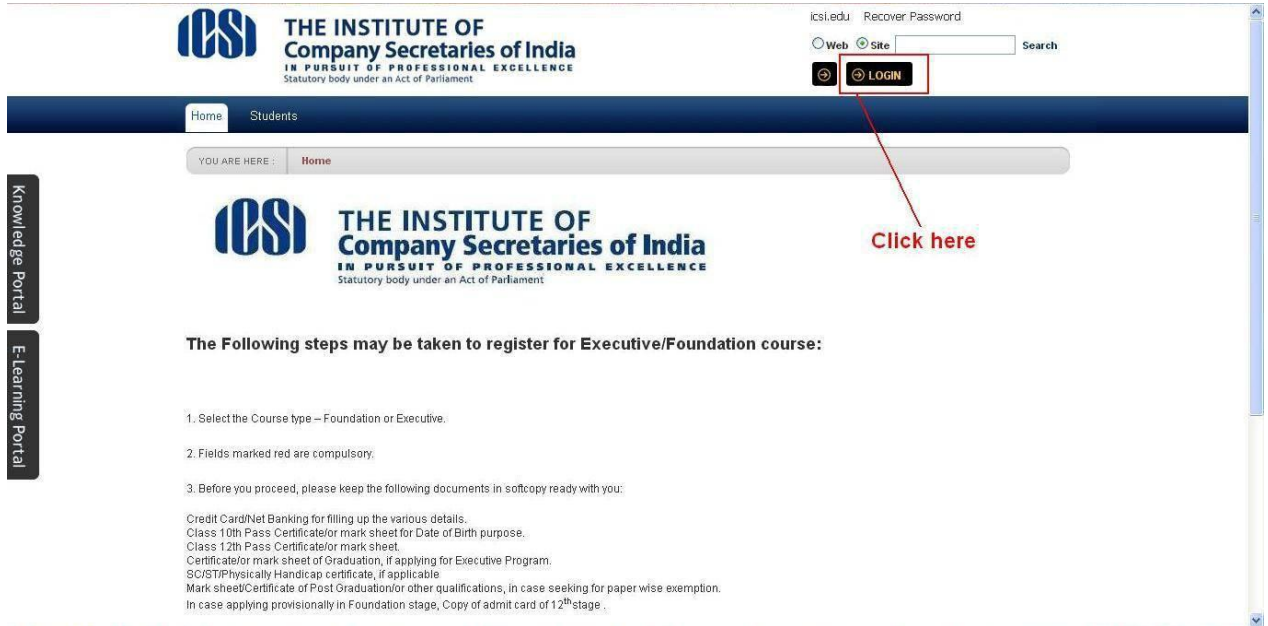 ICSI
THE INSTITUTE OF
Company Secretaries of India
IN PURSUIT OF PROFESSIONAL EXCELLENCE
Statutory body under an Act of Parliament
icsi.edu Recover Password
Web Site Search
LOGIN
Home Students
YOU ARE HERE : Home
Knowledge Portal
E-Learning Portal
ICSI
THE INSTITUTE OF
Company Secretaries of India
IN PURSUIT OF PROFESSIONAL EXCELLENCE
Statutory body under an Act of Parliament
Click here
The Following steps may be taken to register for Executive/Foundation course:
1. Select the Course type – Foundation or Executive.
2. Fields marked red are compulsory.
3. Before you proceed, please keep the following documents in softcopy ready with you:
Credit Card/Net Banking for filling up the various details.
Class 10th Pass Certificate/or mark sheet for Date of Birth purpose.
Class 12th Pass Certificate/or mark sheet.
Certificate/or mark sheet of Graduation, if applying for Executive Program.
SC/ST/Physically Handicap certificate, if applicable
Mark sheet/Certificate of Post Graduation/or other qualifications, in case seeking for paper wise exemption.
In case applying provisionally in Foundation stage, Copy of admit card of 12th stage .